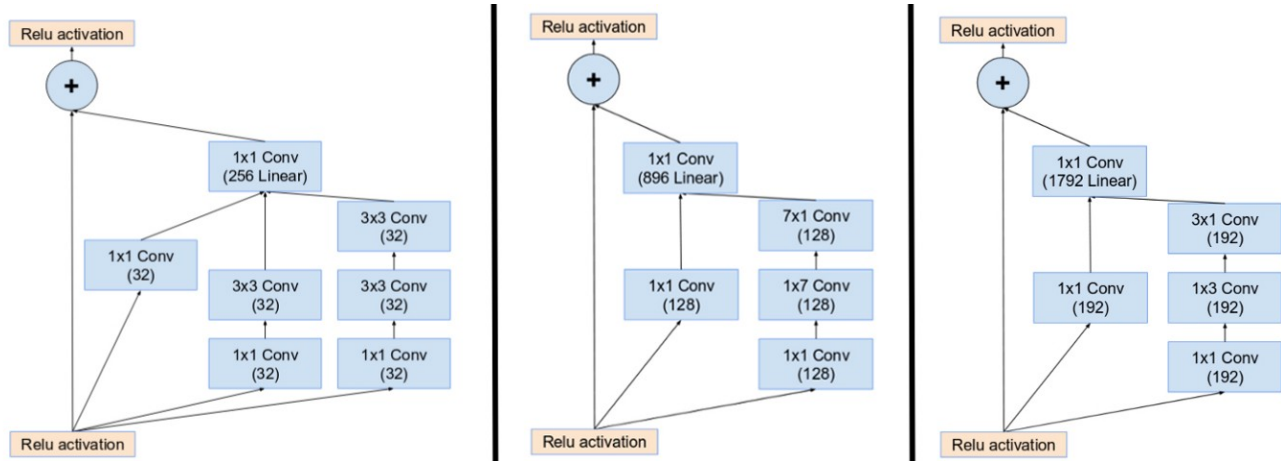 Relu activation
+
1x1 Conv
(256 Linear)
3x3 Conv
(32)
1x1 Conv
(32)
3x3 Conv
(32)
3x3 Conv
(32)
1x1 Conv
(32)
1x1 Conv
(32)
Relu activation
Relu activation
+
1x1 Conv
(896 Linear)
7x1 Conv
(128)
1x1 Conv
(128)
1x7 Conv
(128)
1x1 Conv
(128)
Relu activation
Relu activation
+
1x1 Conv
(1792 Linear)
3x1 Conv
(192)
1x1 Conv
(192)
1x3 Conv
(192)
1x1 Conv
(192)
Relu activation